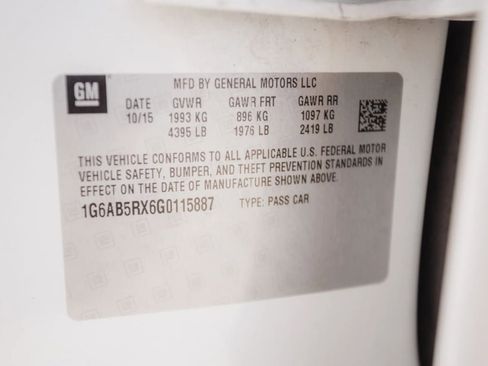 GM
MFD BY GENERAL MOTORS LLC
DATE GVWR GAWR FRT GAWR RR
10/15 1993 KG 896 KG 1097 KG
4395 LB 1976 LB 2419 LB
THIS VEHICLE CONFORMS TO ALL APPLICABLE U.S. FEDERAL MOTOR
VEHICLE SAFETY, BUMPER, AND THEFT PREVENTION STANDARDS IN
EFFECT ON THE DATE OF MANUFACTURE SHOWN ABOVE.
1G6AB5RX6G0115887 TYPE: PASS CAR